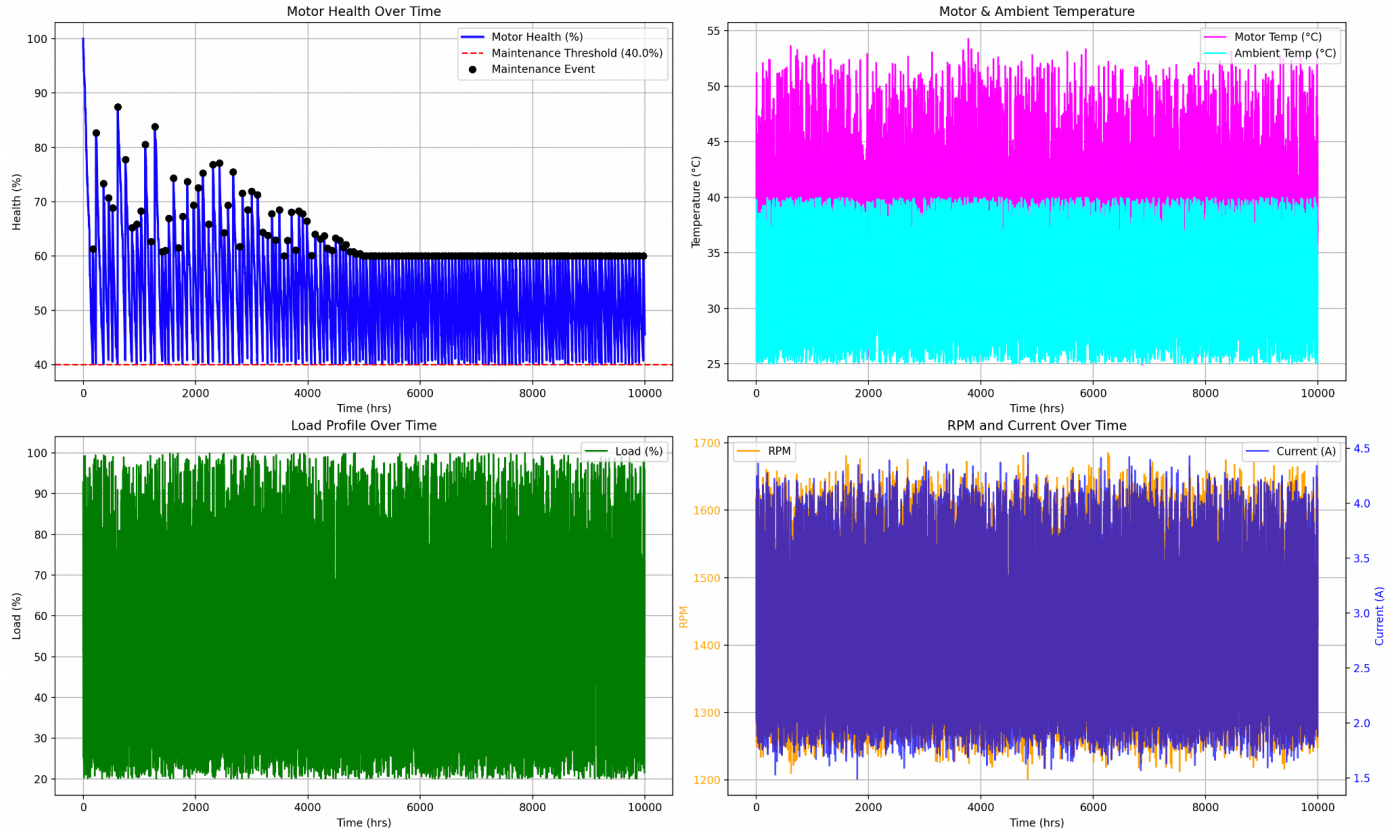 Motor Health Over Time
100
90
80
70
60
50
40
Health (%)
Motor Health (%)
Maintenance Threshold (40.0%)
Maintenance Event
0
2000
4000
6000
8000
10000
Time (hrs)
Motor & Ambient Temperature
55
50
45
40
35
30
25
Temperature (°C)
Motor Temp (°C)
Ambient Temp (°C)
0
2000
4000
6000
8000
10000
Time (hrs)
Load Profile Over Time
100
90
80
70
60
50
40
30
20
Load (%)
Load (%)
0
2000
4000
6000
8000
10000
Time (hrs)
RPM and Current Over Time
1700
1600
1500
1400
1300
1200
RPM
RPM
Current (A)
4.5
4.0
3.5
3.0
2.5
2.0
1.5
Current (A)
0
2000
4000
6000
8000
10000
Time (hrs)